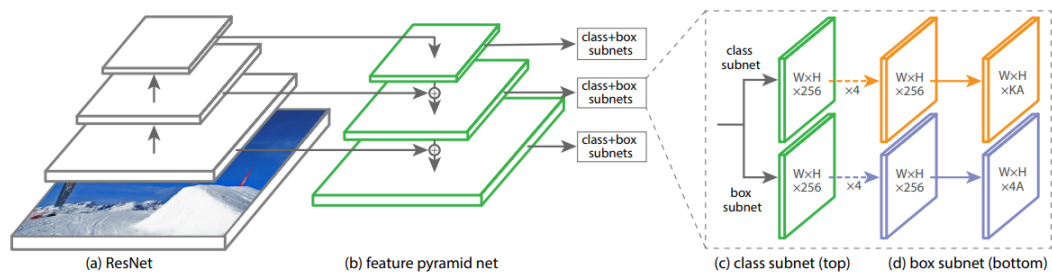 class+box
subnets
class+box
subnets
class+box
subnets
class
subnet
W×H
×256
×4
W×H
×256
W×H
×KA
box
subnet
W×H
×256
×4
W×H
×256
W×H
×4A
(a) ResNet
(b) feature pyramid net
(c) class subnet (top)
(d) box subnet (bottom)